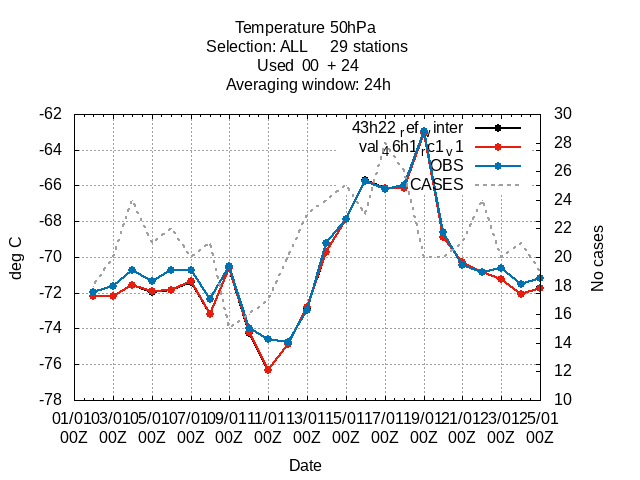 Temperature 50hPa
Selection: ALL 29 stations
Used 00 + 24
Averaging window: 24h
-62
-64
-66
-68
-70
-72
-74
-76
-78
deg C
30
28
26
24
22
20
18
16
14
12
10
No cases
43h22 ref winter
val46h1rc1v1
OBS
CASES
01/01 03/01 05/01 07/01 09/01 11/01 13/01 15/01 17/01 19/01 21/01 23/01 25/01
00Z 00Z 00Z 00Z 00Z 00Z 00Z 00Z 00Z 00Z 00Z 00Z 00Z
Date